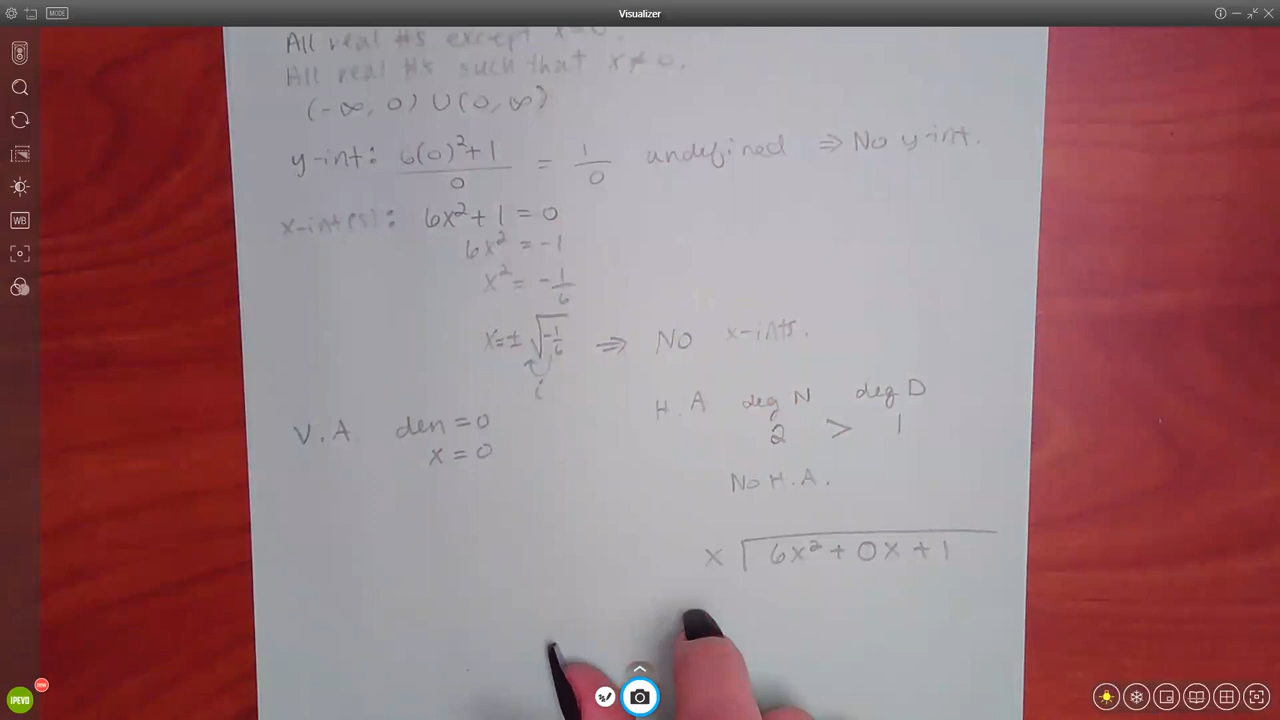 Visualizer
MODE
All real #s except x=0.
All real #s such that x ≠ 0.
(-∞, 0) ∪ (0, ∞)
y-int: 6(0)²+1 / 0 = 1/0 undefined ⇒ No y-int.
x-int(s): 6x²+1 = 0
6x² = -1
x² = -1/6
x = ± √-1/6 ⇒ No x-ints.
i
H.A deg N deg D
2 > 1
V.A den = 0
x = 0
No H.A.
x 6x² + 0x + 1
WB
IPEVO
new